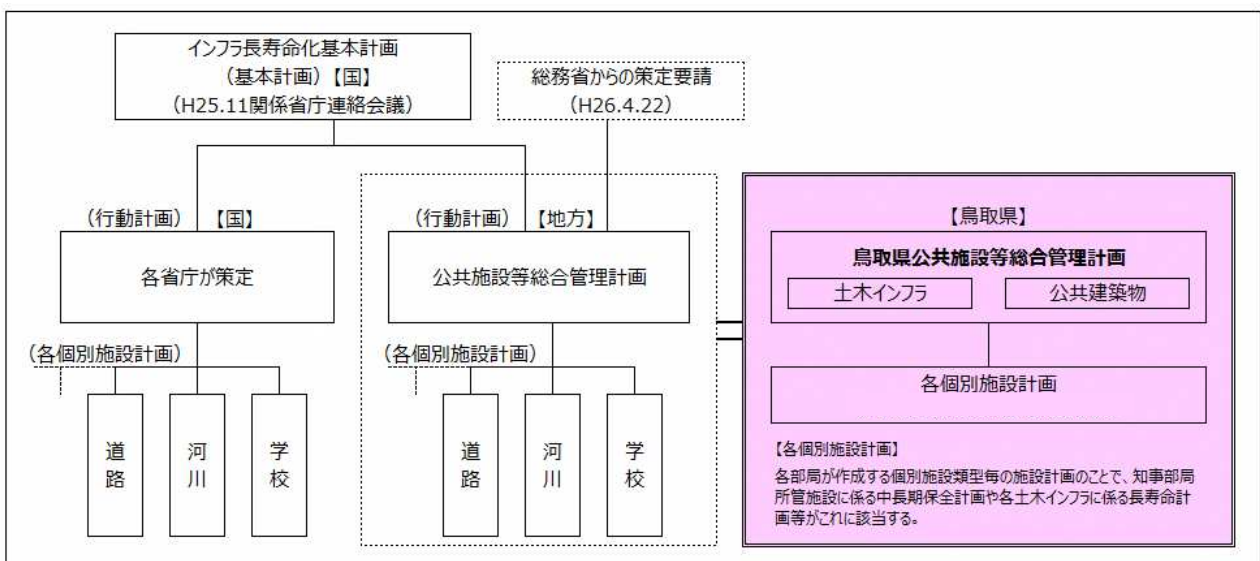 インフラ長寿命化基本計画
(基本計画)【国】
(H25.11関係省庁連絡会議)
総務省からの策定要請
(H26.4.22)
(行動計画) 【国】
各省庁が策定
(各個別施設計画)
道路
河川
学校
(行動計画) 【地方】
公共施設等総合管理計画
(各個別施設計画)
道路
河川
学校
【鳥取県】
鳥取県公共施設等総合管理計画
土木インフラ
公共建築物
各個別施設計画
【各個別施設計画】
各部局が作成する個別施設類型毎の施設計画のことで、知事部局
所管施設に係る中長期保全計画や各土木インフラに係る長寿命計
画等がこれに該当する。